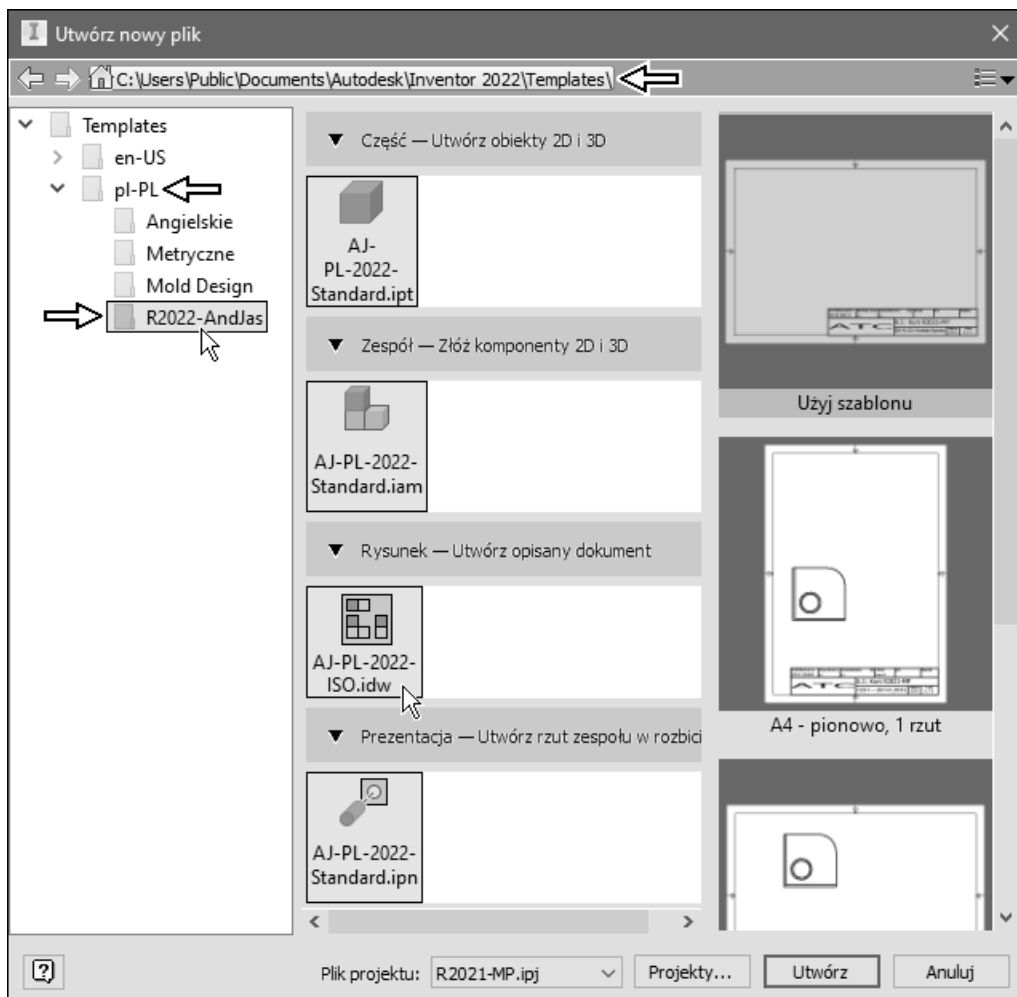 Utwórz nowy plik
C:\Users\Public\Documents\Autodesk\Inventor 2022\Templates\
Templates
en-US
pl-PL
Angielskie
Metryczne
Mold Design
R2022-AndJas
Część — Utwórz obiekty 2D i 3D
AJ-
PL-2022-
Standard.ipt
Zespół — Złóż komponenty 2D i 3D
AJ-PL-2022-
Standard.iam
Rysunek — Utwórz opisany dokument
AJ-PL-2022-
ISO.idw
Prezentacja — Utwórz rzut zespołu w rozbici
AJ-PL-2022-
Standard.ipn
ATC
Użyj szablonu
ATC
A4 - pionowo, 1 rzut
Plik projektu:
R2021-MP.ipj
Projekty...
Utwórz
Anuluj